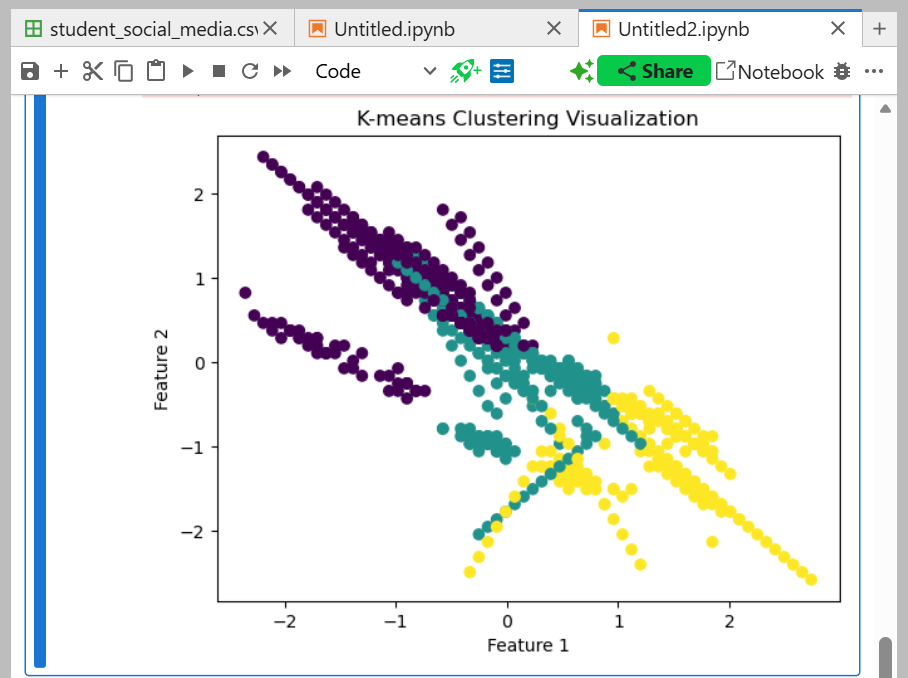 student_social_media.csv
Untitled.ipynb
Untitled2.ipynb
Code
Share
Notebook
K-means Clustering Visualization
Feature 2
2
1
0
−1
−2
−2
−1
0
1
2
Feature 1